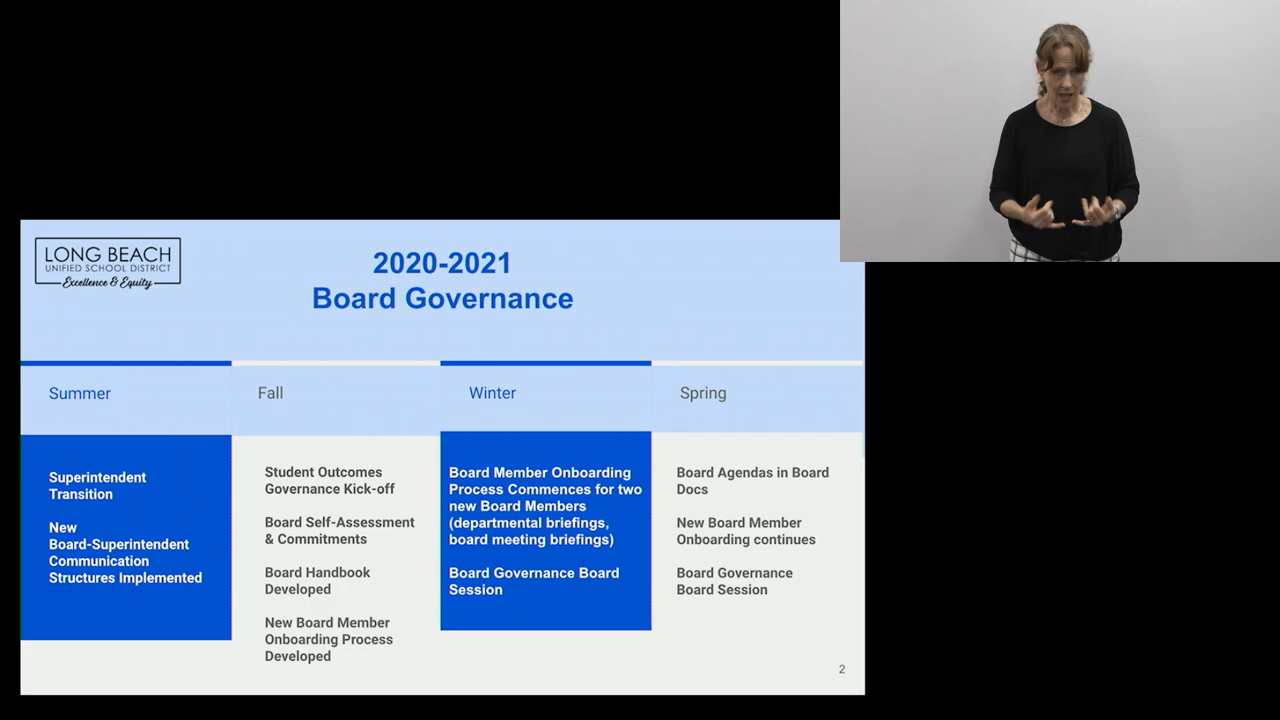 LONG BEACH
UNIFIED SCHOOL DISTRICT
Excellence & Equity
2020-2021
Board Governance
Summer
Fall
Winter
Spring
Superintendent
Transition
New
Board-Superintendent
Communication
Structures Implemented
Student Outcomes
Governance Kick-off
Board Self-Assessment
& Commitments
Board Handbook
Developed
New Board Member
Onboarding Process
Developed
Board Member Onboarding
Process Commences for two
new Board Members
(departmental briefings,
board meeting briefings)
Board Governance Board
Session
Board Agendas in Board
Docs
New Board Member
Onboarding continues
Board Governance
Board Session
2